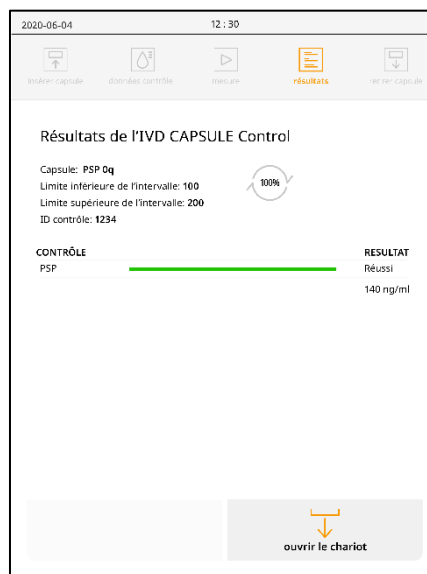 2020-06-04 12 : 30
insérer capsule données contrôle mesure résultats retirer capsule
Résultats de l'IVD CAPSULE Control
Capsule: PSP 0q
Limite inférieure de l'intervalle: 100
100%
Limite supérieure de l'intervalle: 200
ID contrôle: 1234
CONTRÔLE RESULTAT
PSP Réussi
140 ng/ml
ouvrir le chariot